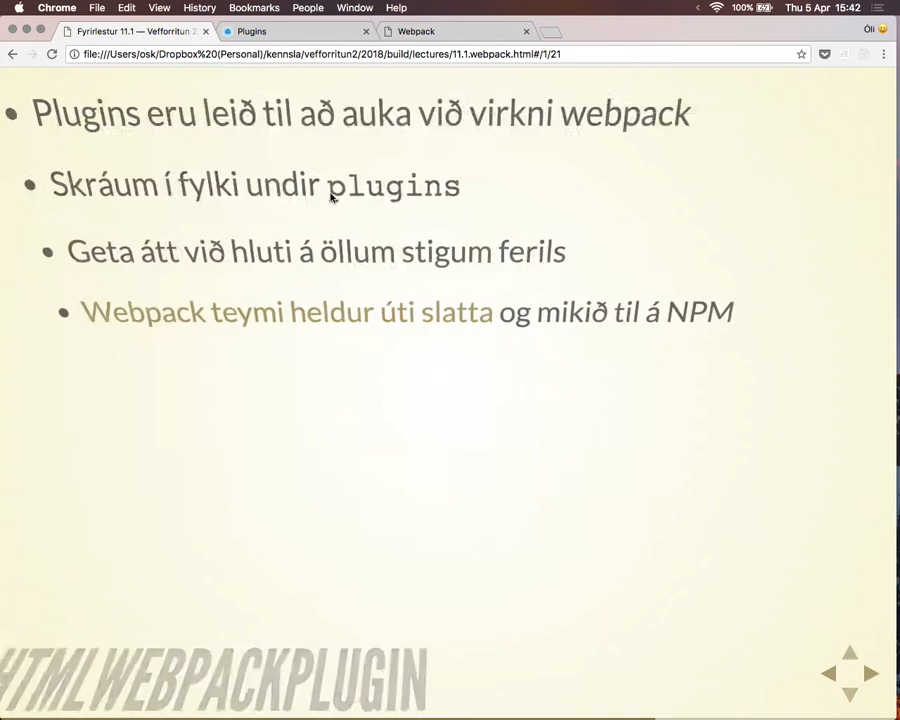 Chrome File Edit View History Bookmarks People Window Help 100% Thu 5 Apr 15:42
Fyrirlestur 11.1 — Vefforritun 2 Plugins Webpack Óli
file:///Users/osk/Dropbox%20(Personal)/kennsla/vefforritun2/2018/build/lectures/11.1.webpack.html#/1/21
Plugins eru leið til að auka við virkni webpack
Skráum í fylki undir plugins
Geta átt við hluti á öllum stigum ferils
Webpack teymi heldur úti slatta og mikið til á NPM
HTMLWEBPACKPLUGIN